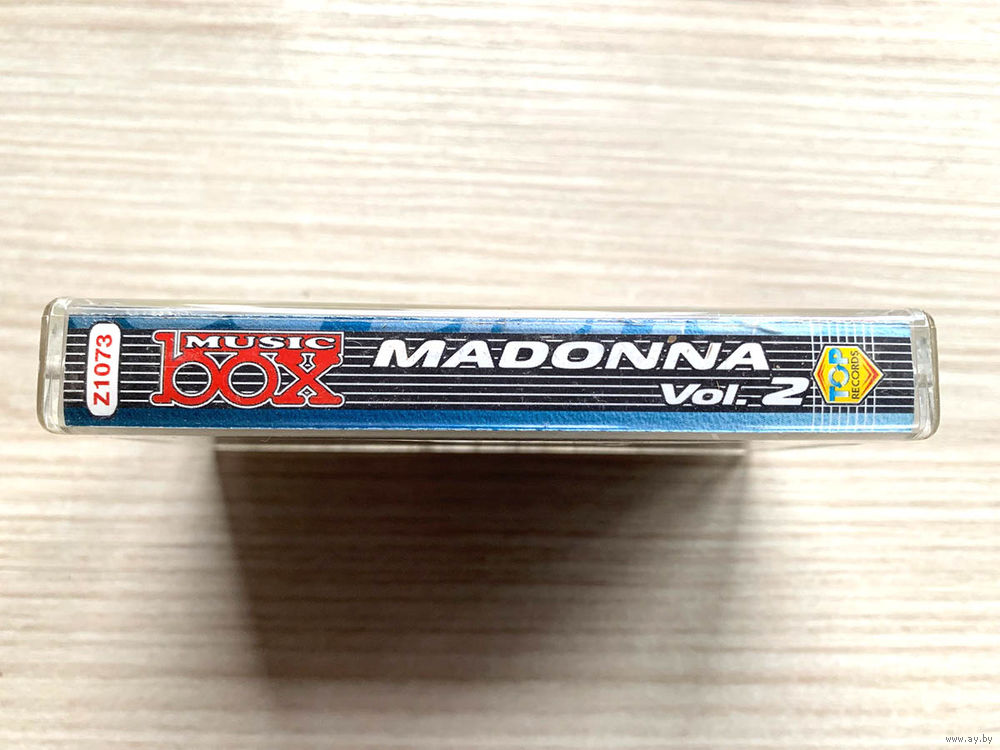 Z1073
MUSIC
box
MADONNA
Vol. 2
TOP
RECORDS
www.ay.by